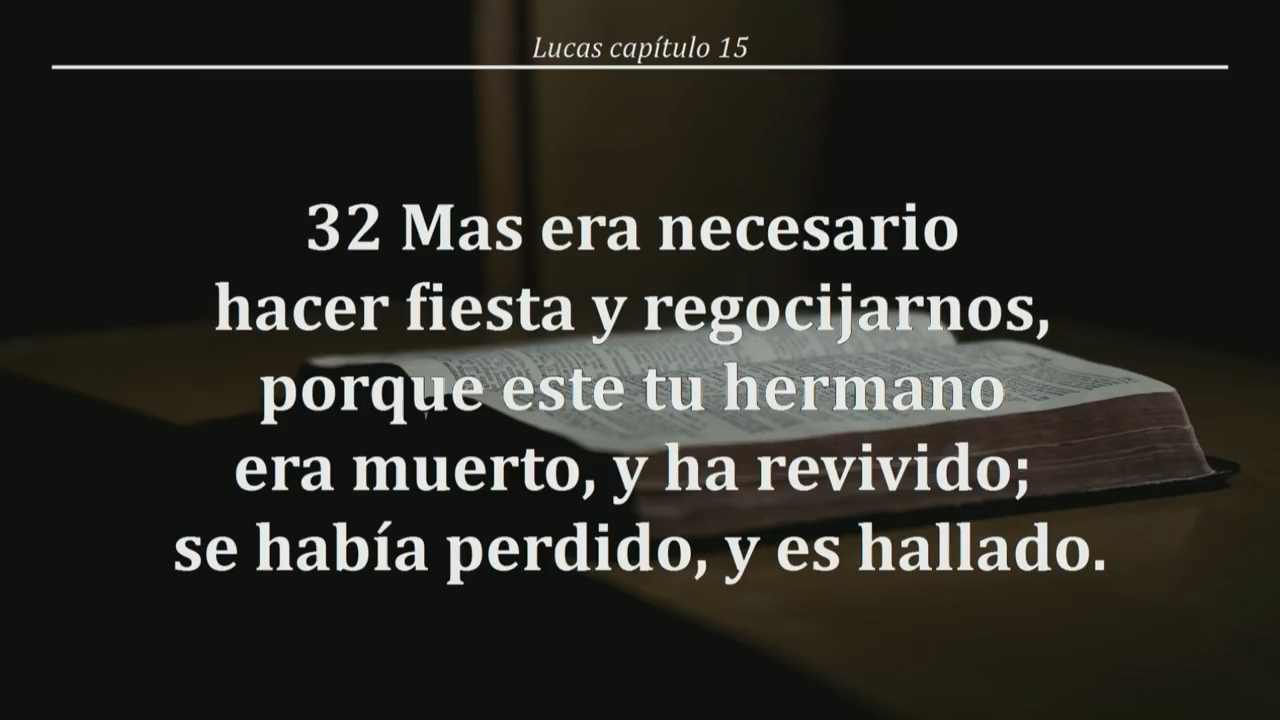 Lucas capítulo 15
32 Mas era necesario
hacer fiesta y regocijarnos,
porque este tu hermano
era muerto, y ha revivido;
se había perdido, y es hallado.